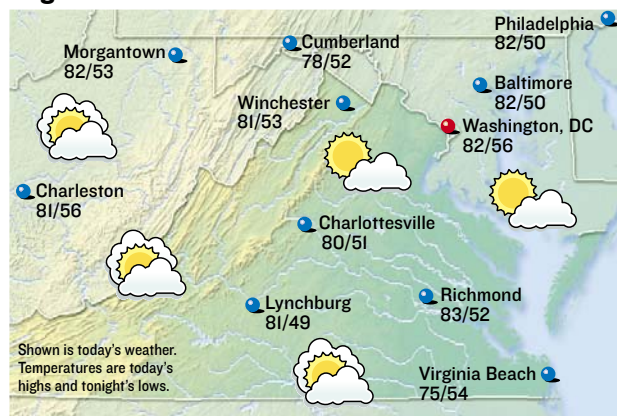 Philadelphia
82/50
Morgantown
82/53
Cumberland
78/52
Baltimore
82/50
Winchester
81/53
Washington, DC
82/56
Charleston
81/56
Charlottesville
80/51
Lynchburg
81/49
Richmond
83/52
Shown is today's weather.
Temperatures are today's
highs and tonight's lows.
Virginia Beach
75/54